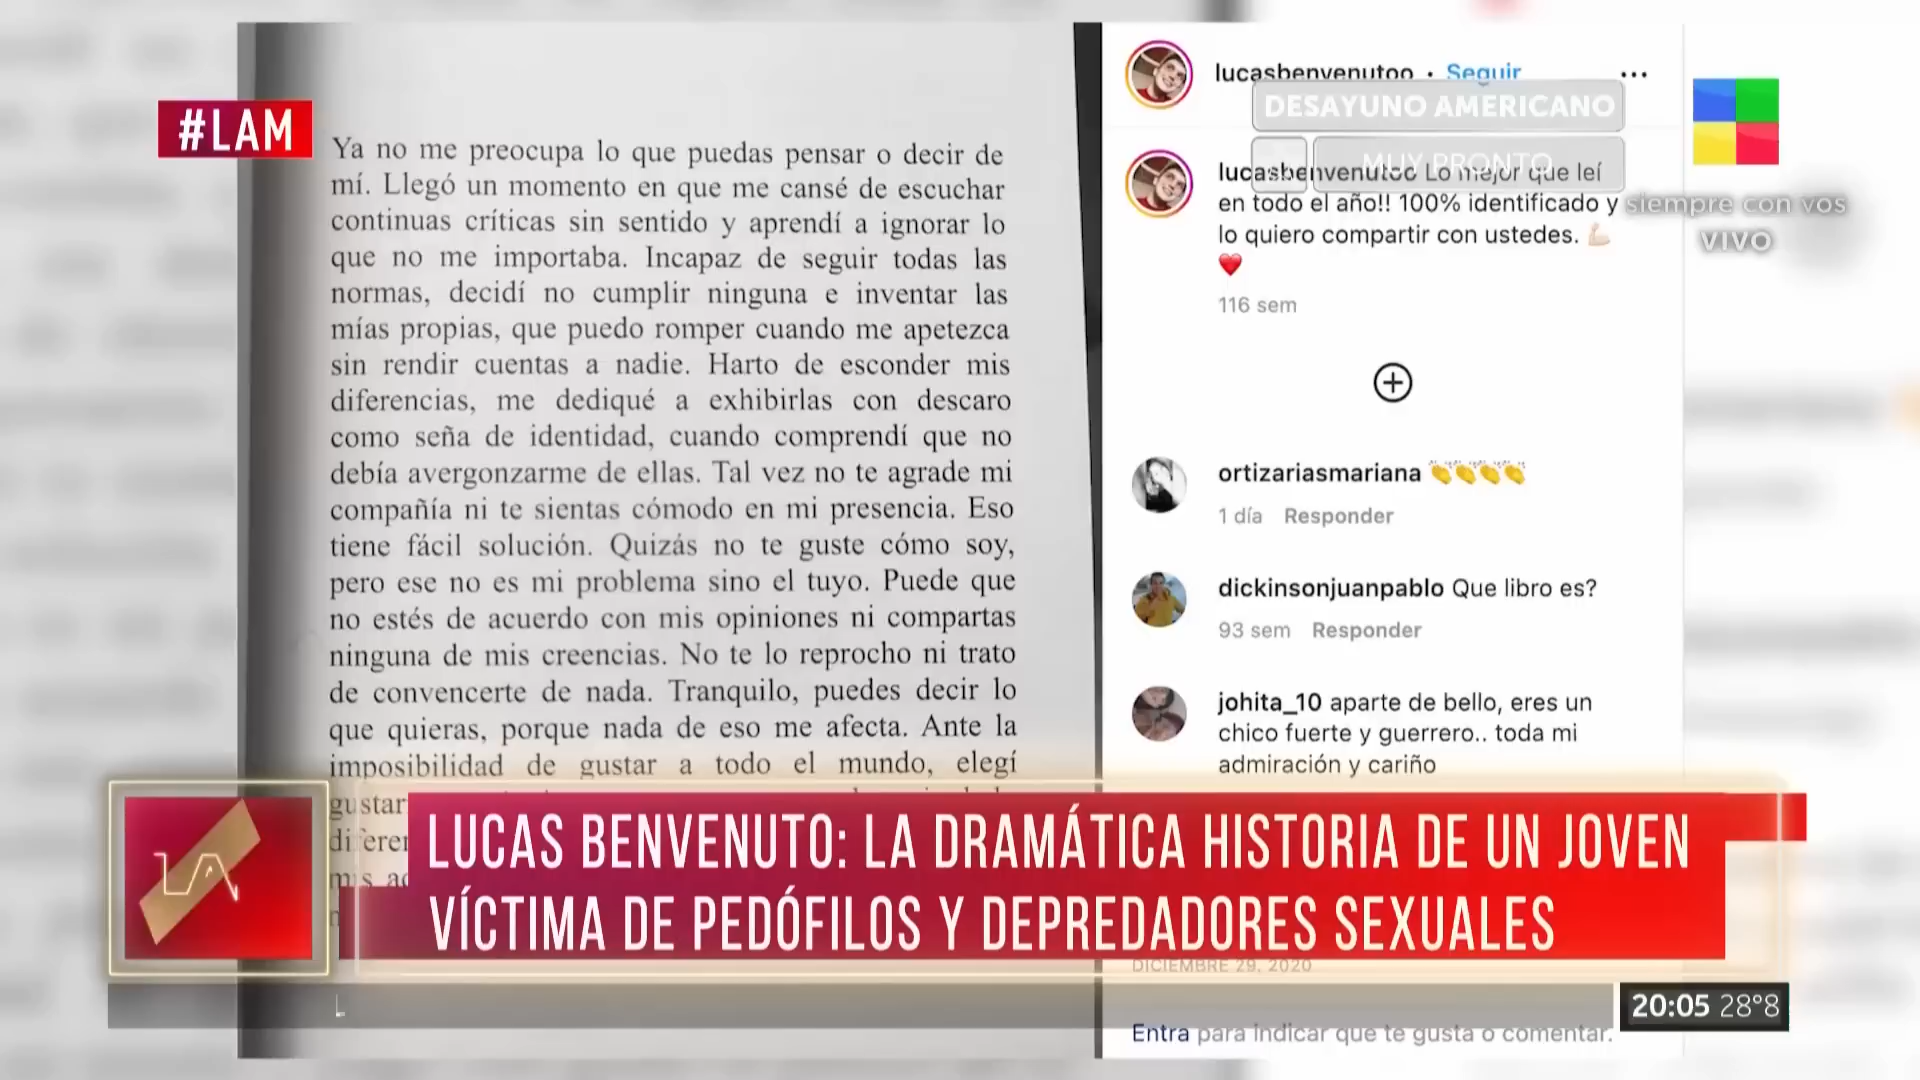 #LAM
Ya no me preocupa lo que puedas pensar o decir de
mí. Llegó un momento en que me cansé de escuchar
continuas críticas sin sentido y aprendí a ignorar lo
que no me importaba. Incapaz de seguir todas las
normas, decidí no cumplir ninguna e inventar las
mías propias, que puedo romper cuando me apetezca
sin rendir cuentas a nadie. Harto de esconder mis
diferencias, me dediqué a exhibirlas con descaro
como seña de identidad, cuando comprendí que no
debía avergonzarme de ellas. Tal vez no te agrade mi
compañía ni te sientas cómodo en mi presencia. Eso
tiene fácil solución. Quizás no te guste cómo soy,
pero ese no es mi problema sino el tuyo. Puede que
no estés de acuerdo con mis opiniones ni compartas
ninguna de mis creencias. No te lo reprocho ni trato
de convencerte de nada. Tranquilo, puedes decir lo
que quieras, porque nada de eso me afecta. Ante la
imposibilidad de gustar a todo el mundo, elegí
gustar
lucasbenvenutoo · Seguir ...
DESAYUNO AMERICANO
MUY PRONTO
lucasbenvenutoo Lo mejor que leí
en todo el año!! 100% identificado y
lo quiero compartir con ustedes. 💪🏻
❤️
116 sem
siempre con vos
VIVO
ortizariasmariana 👏👏👏👏
1 día Responder
dickinsonjuanpablo Que libro es?
93 sem Responder
johita_10 aparte de bello, eres un
chico fuerte y guerrero.. toda mi
admiración y cariño
LA
LUCAS BENVENUTO: LA DRAMÁTICA HISTORIA DE UN JOVEN
VÍCTIMA DE PEDÓFILOS Y DEPREDADORES SEXUALES
DICIEMBRE 29, 2020
L
20:05 28°8
Entra para indicar que te gusta o comentar.